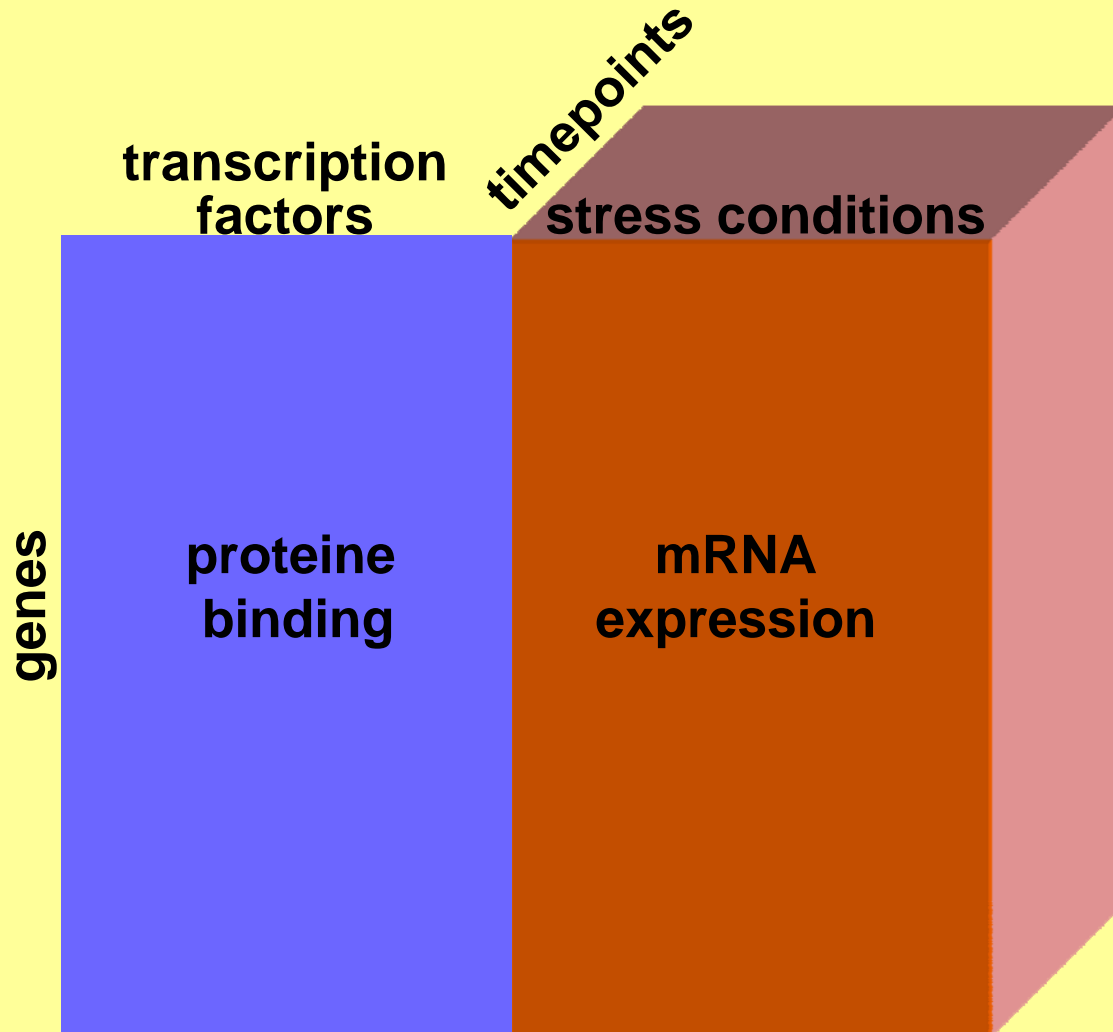 timepoints
transcription
factors
stress conditions
genes
proteine
binding
mRNA
expression